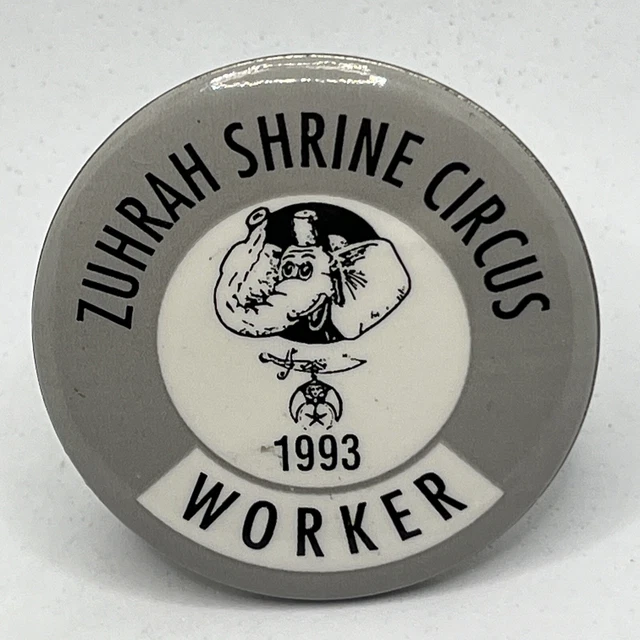 ZUHRAH SHRINE CIRCUS
1993
WORKER